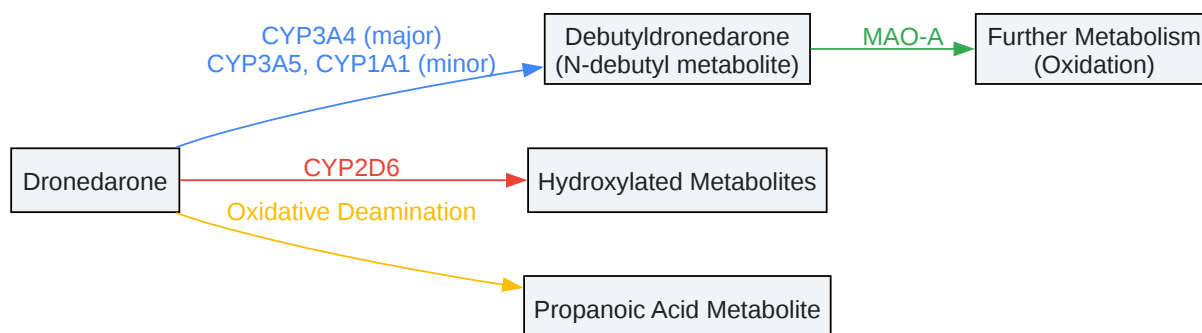 CYP3A4 (major)
CYP3A5, CYP1A1 (minor)
Debutyldronedarone
(N-debutyl metabolite)
MAO-A
Further Metabolism
(Oxidation)
Dronedarone
CYP2D6
Hydroxylated Metabolites
Oxidative Deamination
Propanoic Acid Metabolite